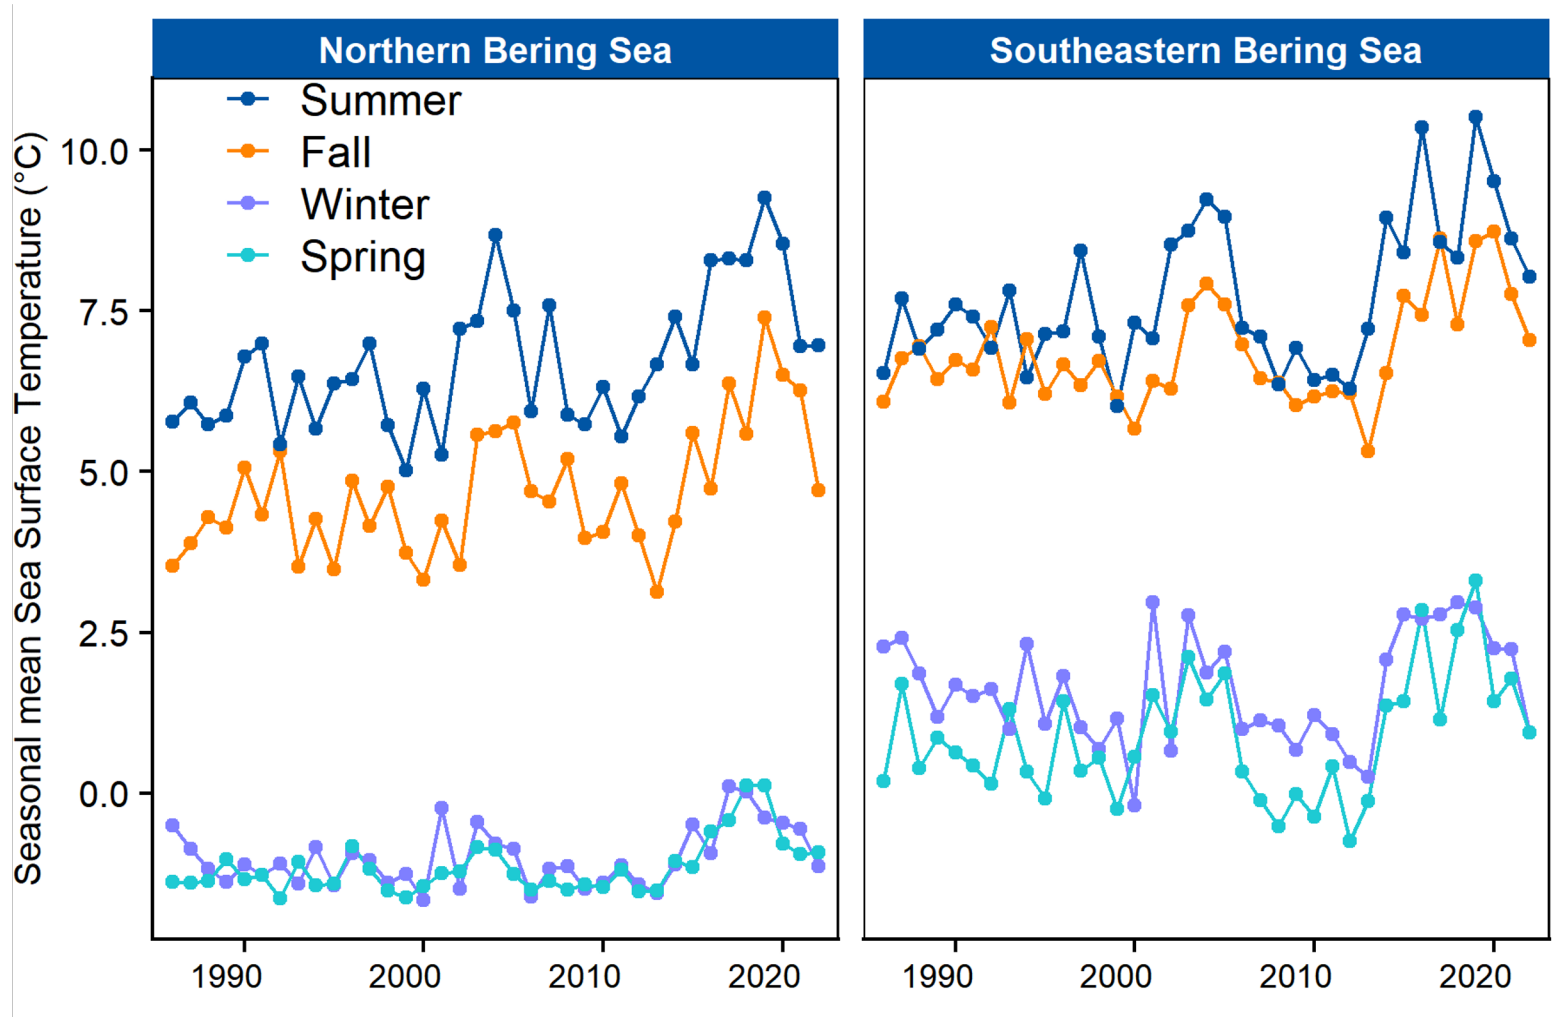 Northern Bering Sea
Southeastern Bering Sea
Summer
Fall
Winter
Spring
Seasonal mean Sea Surface Temperature (°C)
10.0
7.5
5.0
2.5
0.0
1990
2000
2010
2020
1990
2000
2010
2020